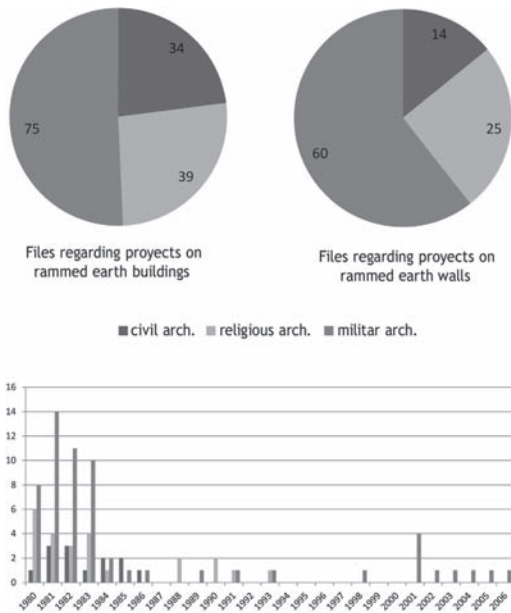 34
75
39
14
25
60
Files regarding proyects on
rammed earth buildings
Files regarding proyects on
rammed earth walls
civil arch. religious arch. militar arch.
16
14
12
10
8
6
4
2
0
1980 1981 1982 1983 1984 1985 1986 1987 1988 1989 1990 1991 1992 1993 1994 1995 1996 1997 1998 1999 2000 2001 2002 2003 2004 2005 2006